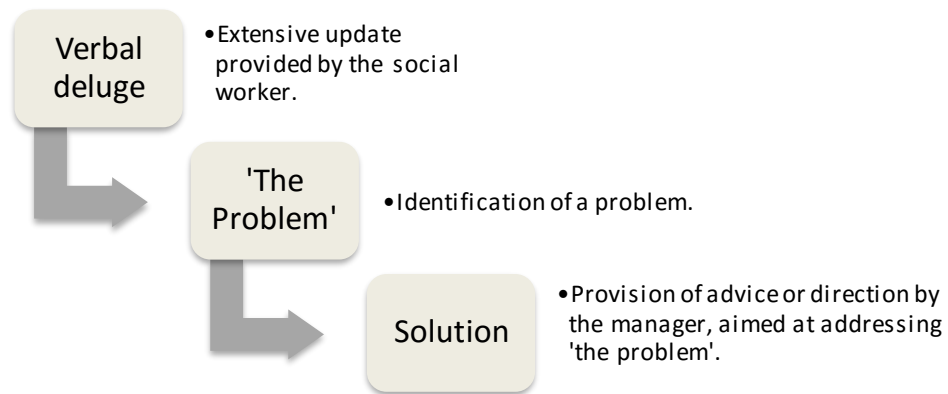 Verbal
deluge
•Extensive update
provided by the social
worker.
'The
Problem'
•Identification of a problem.
Solution
•Provision of advice or direction by
the manager, aimed at addressing
'the problem'.